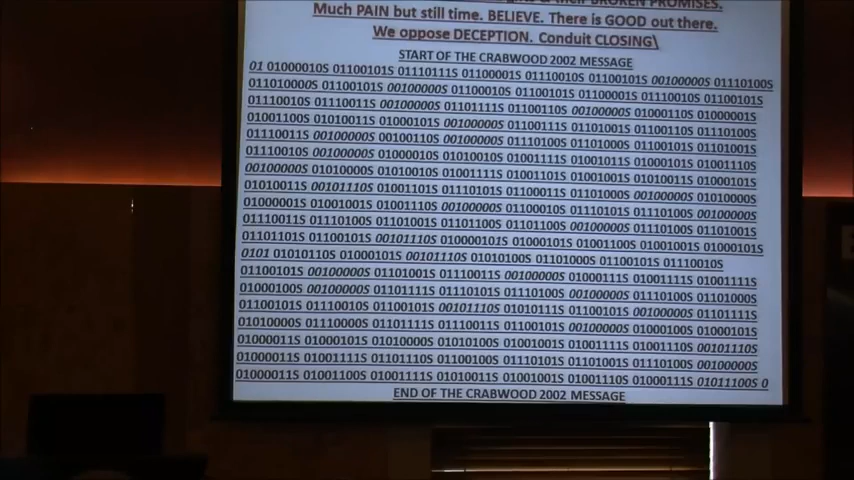 & their BROKEN PROMISES.
Much PAIN but still time. BELIEVE. There is GOOD out there.
We oppose DECEPTION. Conduit CLOSING\
START OF THE CRABWOOD 2002 MESSAGE
01 01000010S 01100101S 01110111S 01100001S 01110010S 01100101S 00100000S 01110100S
01101000S 01100101S 00100000S 01100010S 01100101S 01100001S 01110010S 01100101S
01110010S 01110011S 00100000S 01101111S 01100110S 00100000S 01000110S 01000001S
01001100S 01010011S 01000101S 00100000S 01100111S 01101001S 01100110S 01110100S
01110011S 00100000S 00100110S 00100000S 01110100S 01101000S 01100101S 01101001S
01110010S 00100000S 01000010S 01010010S 01001111S 01001011S 01000101S 01001110S
00100000S 01010000S 01010010S 01001111S 01001101S 01001001S 01010011S 01000101S
01010011S 00101110S 01001101S 01110101S 01100011S 01101000S 00100000S 01010000S
01000001S 01001001S 01001110S 00100000S 01100010S 01110101S 01110100S 00100000S
01110011S 01110100S 01101001S 01101100S 01101100S 00100000S 01110100S 01101001S
01101101S 01100101S 00101110S 010000101S 01000101S 01001100S 01001001S 01000101S
0101 01010110S 01000101S 00101110S 01010100S 01101000S 01100101S 01110010S
01100101S 00100000S 01101001S 01110011S 00100000S 01000111S 01001111S 01001111S
01000100S 00100000S 01101111S 01110101S 01110100S 00100000S 01110100S 01101000S
01100101S 01110010S 01100101S 00101110S 01010111S 01100101S 00100000S 01101111S
01010000S 01110000S 01101111S 01110011S 01100101S 00100000S 01000100S 01000101S
01000011S 01000101S 01010000S 01010100S 01001001S 01001111S 01001110S 00101110S
01000011S 01001111S 01101110S 01100100S 01110101S 01101001S 01110100S 00100000S
01000011S 01001100S 01001111S 01010011S 01001001S 01001110S 01000111S 01011100S 0
END OF THE CRABWOOD 2002 MESSAGE